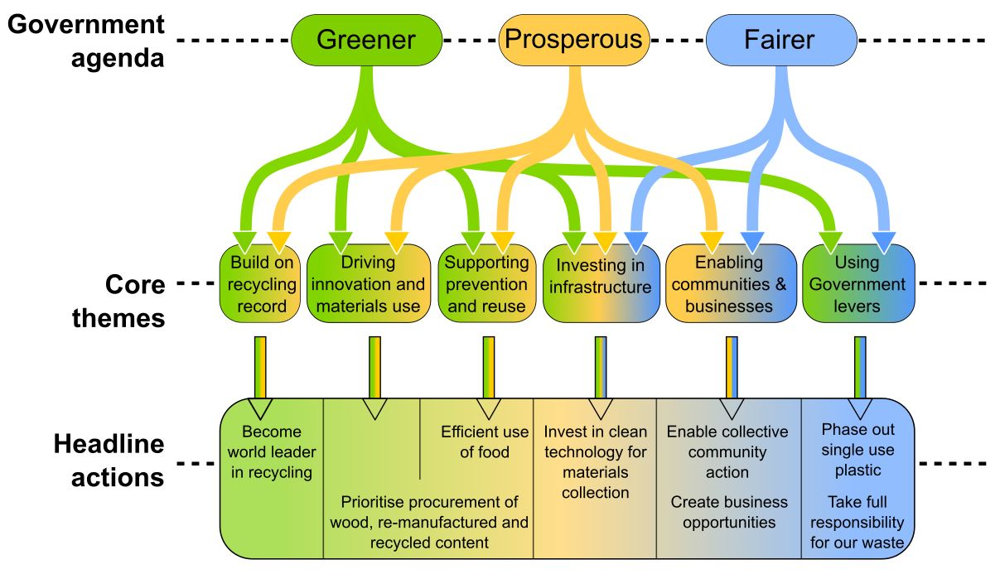 Government
agenda
Greener
Prosperous
Fairer
Core
themes
Build on
recycling
record
Driving
innovation and
materials use
Supporting
prevention
and reuse
Investing in
infrastructure
Enabling
communities &
businesses
Using
Government
levers
Headline
actions
Become
world leader
in recycling
Efficient use
of food
Prioritise procurement of
wood, re-manufactured and
recycled content
Invest in clean
technology for
materials
collection
Enable collective
community
action
Create business
opportunities
Phase out
single use
plastic
Take full
responsibility
for our waste